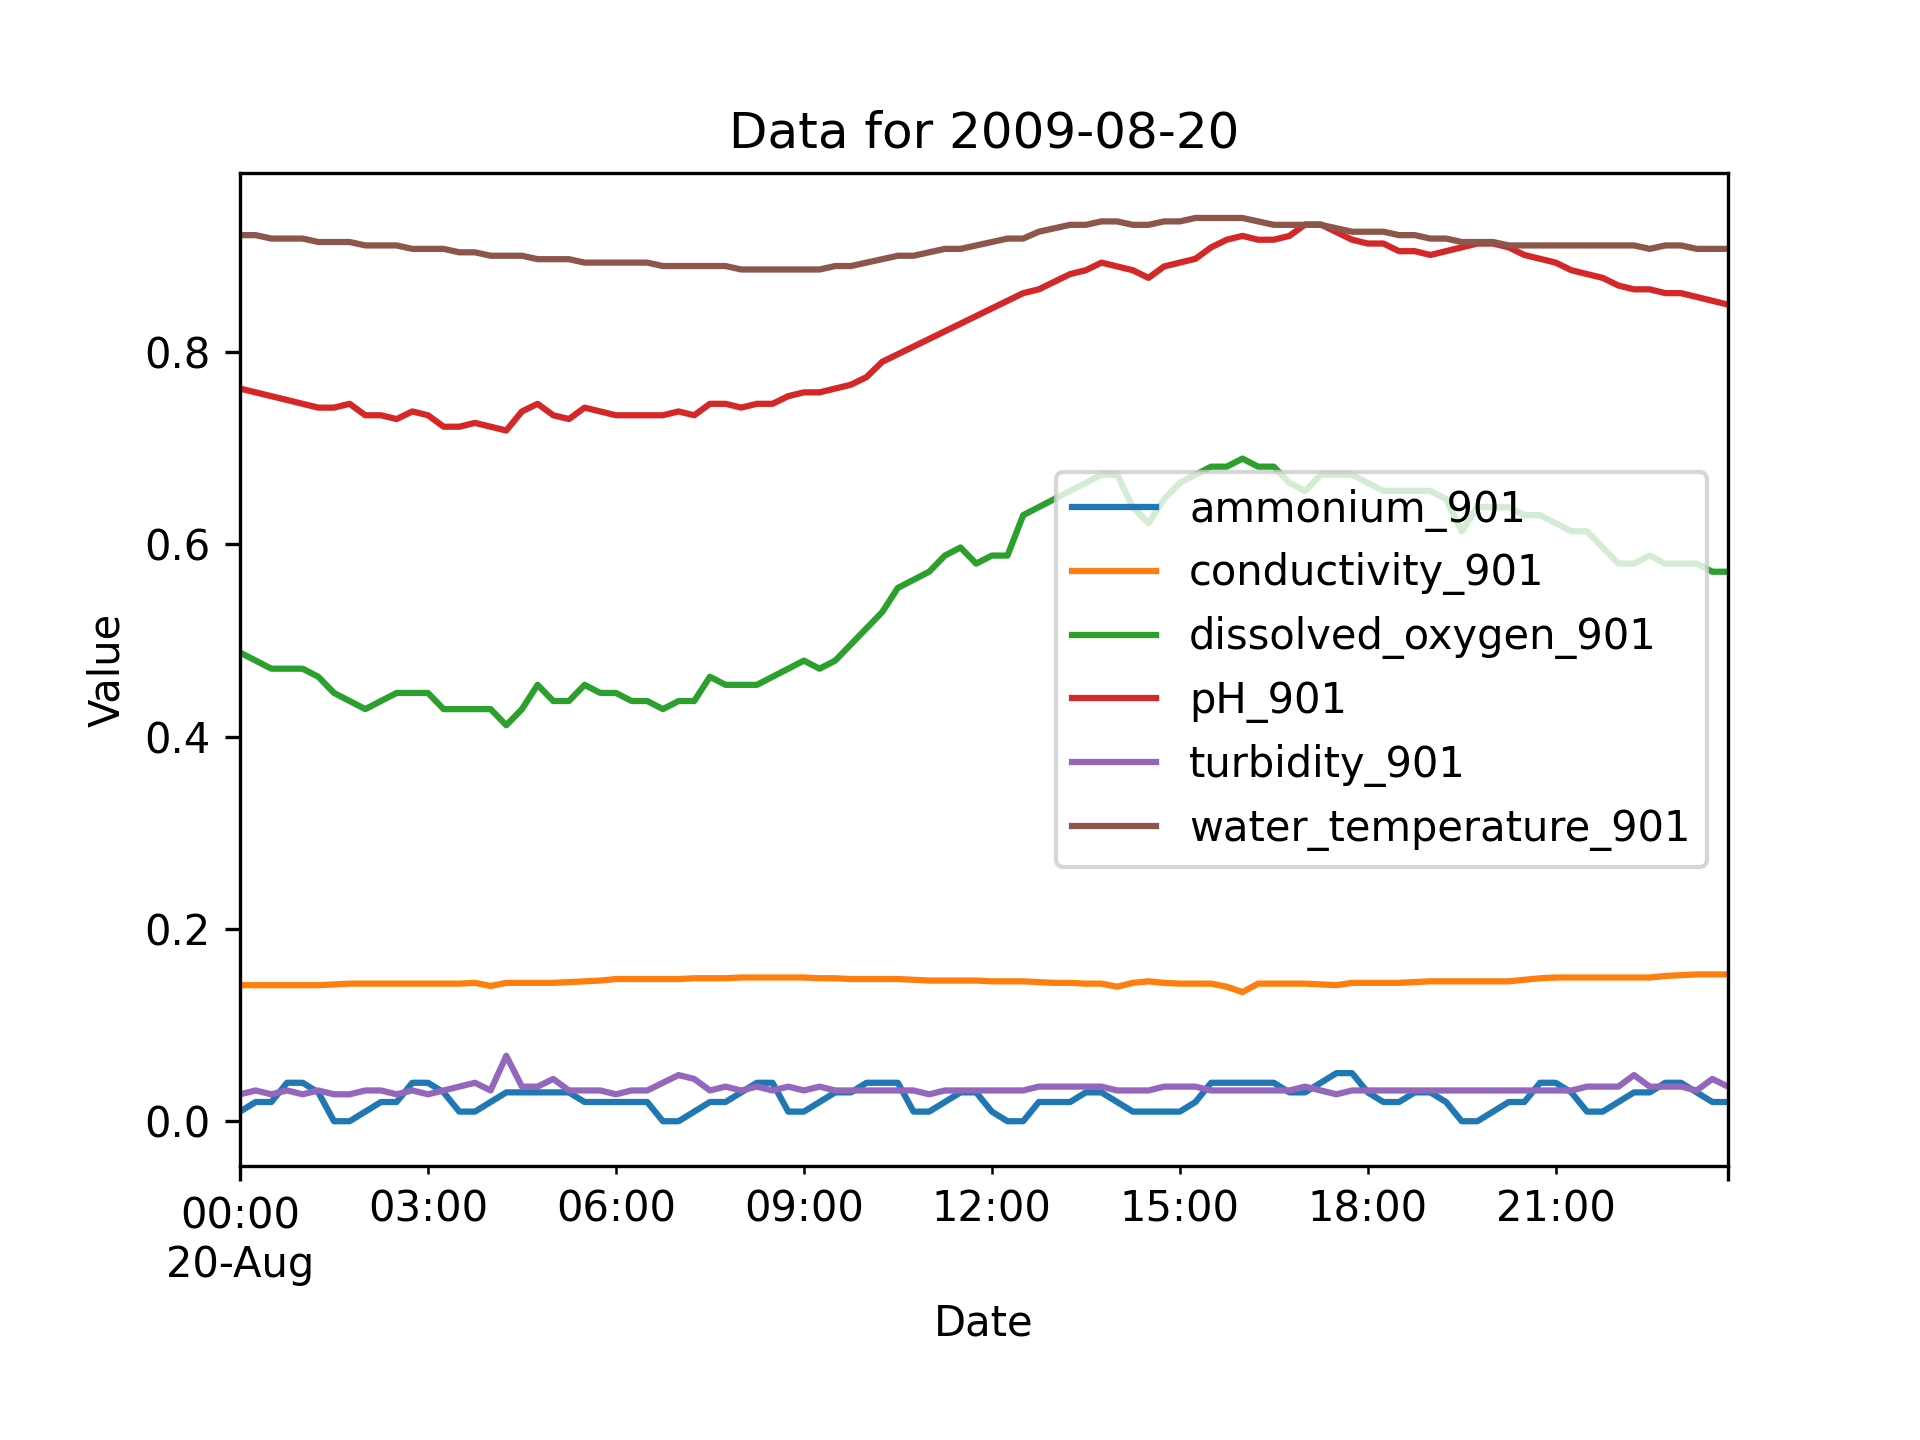 Data for 2009-08-20
Value
0.8
0.6
0.4
0.2
0.0
ammonium_901
conductivity_901
dissolved_oxygen_901
pH_901
turbidity_901
water_temperature_901
00:00 03:00 06:00 09:00 12:00 15:00 18:00 21:00
20-Aug
Date